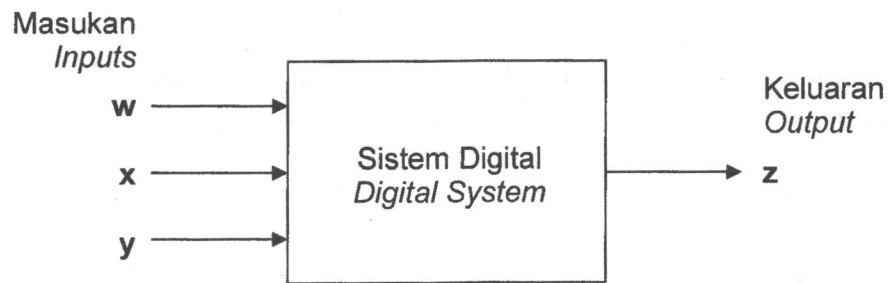 Masukan
Inputs
w
x
y
Sistem Digital
Digital System
Keluaran
Output
z